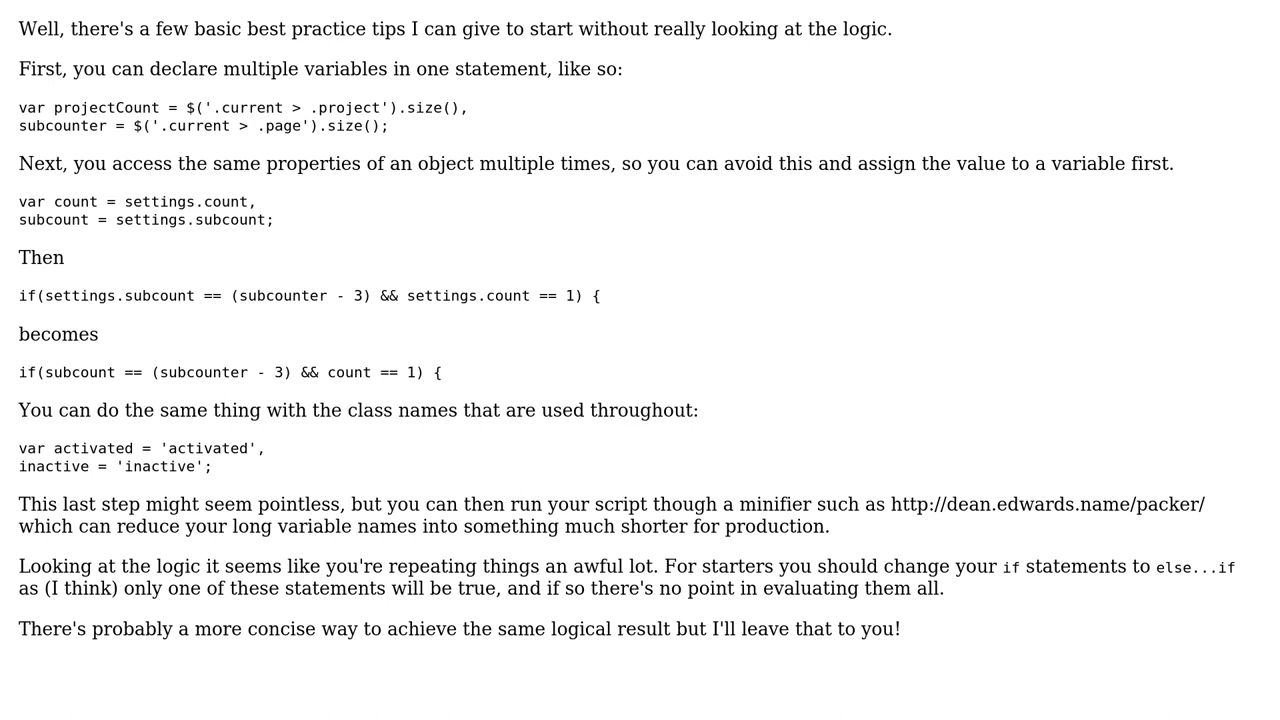 Well, there's a few basic best practice tips I can give to start without really looking at the logic.
First, you can declare multiple variables in one statement, like so:
var projectCount = $('.current > .project').size(),
subcounter = $('.current > .page').size();
Next, you access the same properties of an object multiple times, so you can avoid this and assign the value to a variable first.
var count = settings.count,
subcount = settings.subcount;
Then
if(settings.subcount == (subcounter - 3) && settings.count == 1) {
becomes
if(subcount == (subcounter - 3) && count == 1) {
You can do the same thing with the class names that are used throughout:
var activated = 'activated',
inactive = 'inactive';
This last step might seem pointless, but you can then run your script though a minifier such as http://dean.edwards.name/packer/
which can reduce your long variable names into something much shorter for production.
Looking at the logic it seems like you're repeating things an awful lot. For starters you should change your if statements to else...if
as (I think) only one of these statements will be true, and if so there's no point in evaluating them all.
There's probably a more concise way to achieve the same logical result but I'll leave that to you!